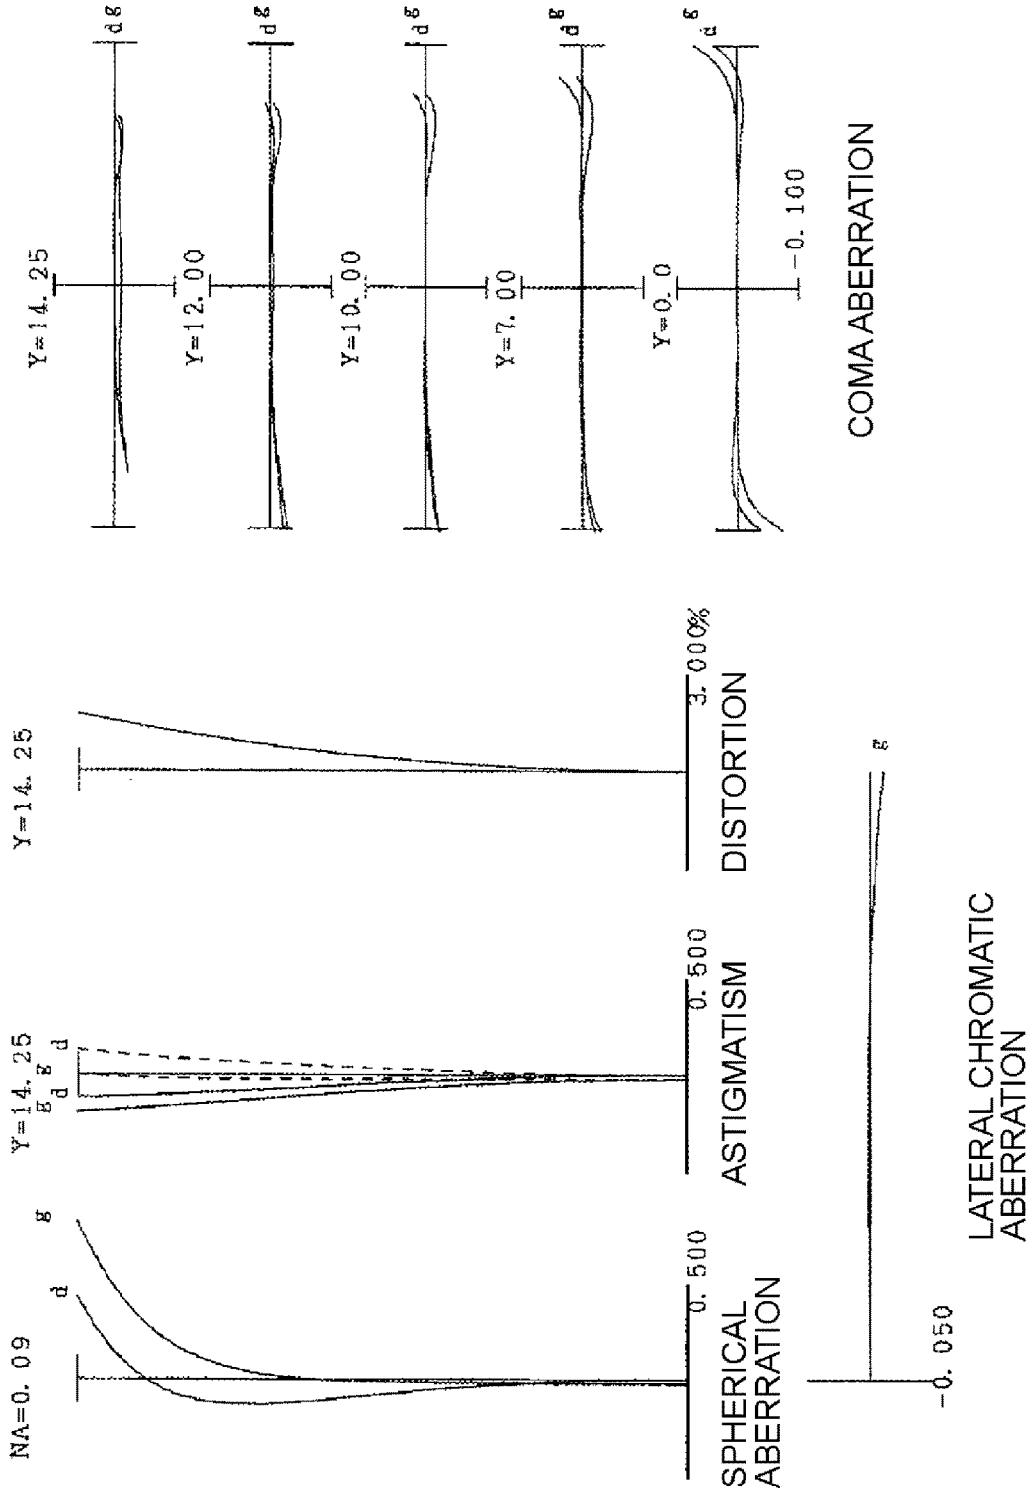 NA=0. 09
d
g
0. 500
SPHERICAL
ABERRATION
Y=14. 25
g
d
g
d
0. 500
ASTIGMATISM
Y=14. 25
3. 000%
DISTORTION
Y=14. 25
d g
Y=12. 00
d g
Y=10. 00
d g
Y=7. 00
d g
Y=0. 0
d g
-0. 100
COMA ABERRATION
g
-0. 050
LATERAL CHROMATIC
ABERRATION